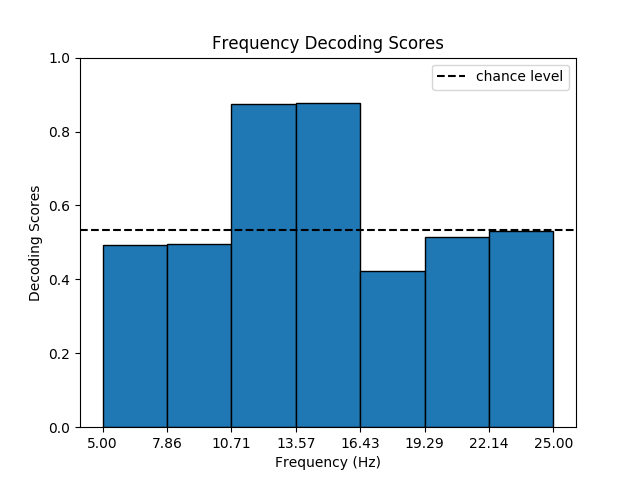 Frequency Decoding Scores
1.0
chance level
0.8
0.6
Decoding Scores
0.4
0.2
0.0
5.00 7.86 10.71 13.57 16.43 19.29 22.14 25.00
Frequency (Hz)